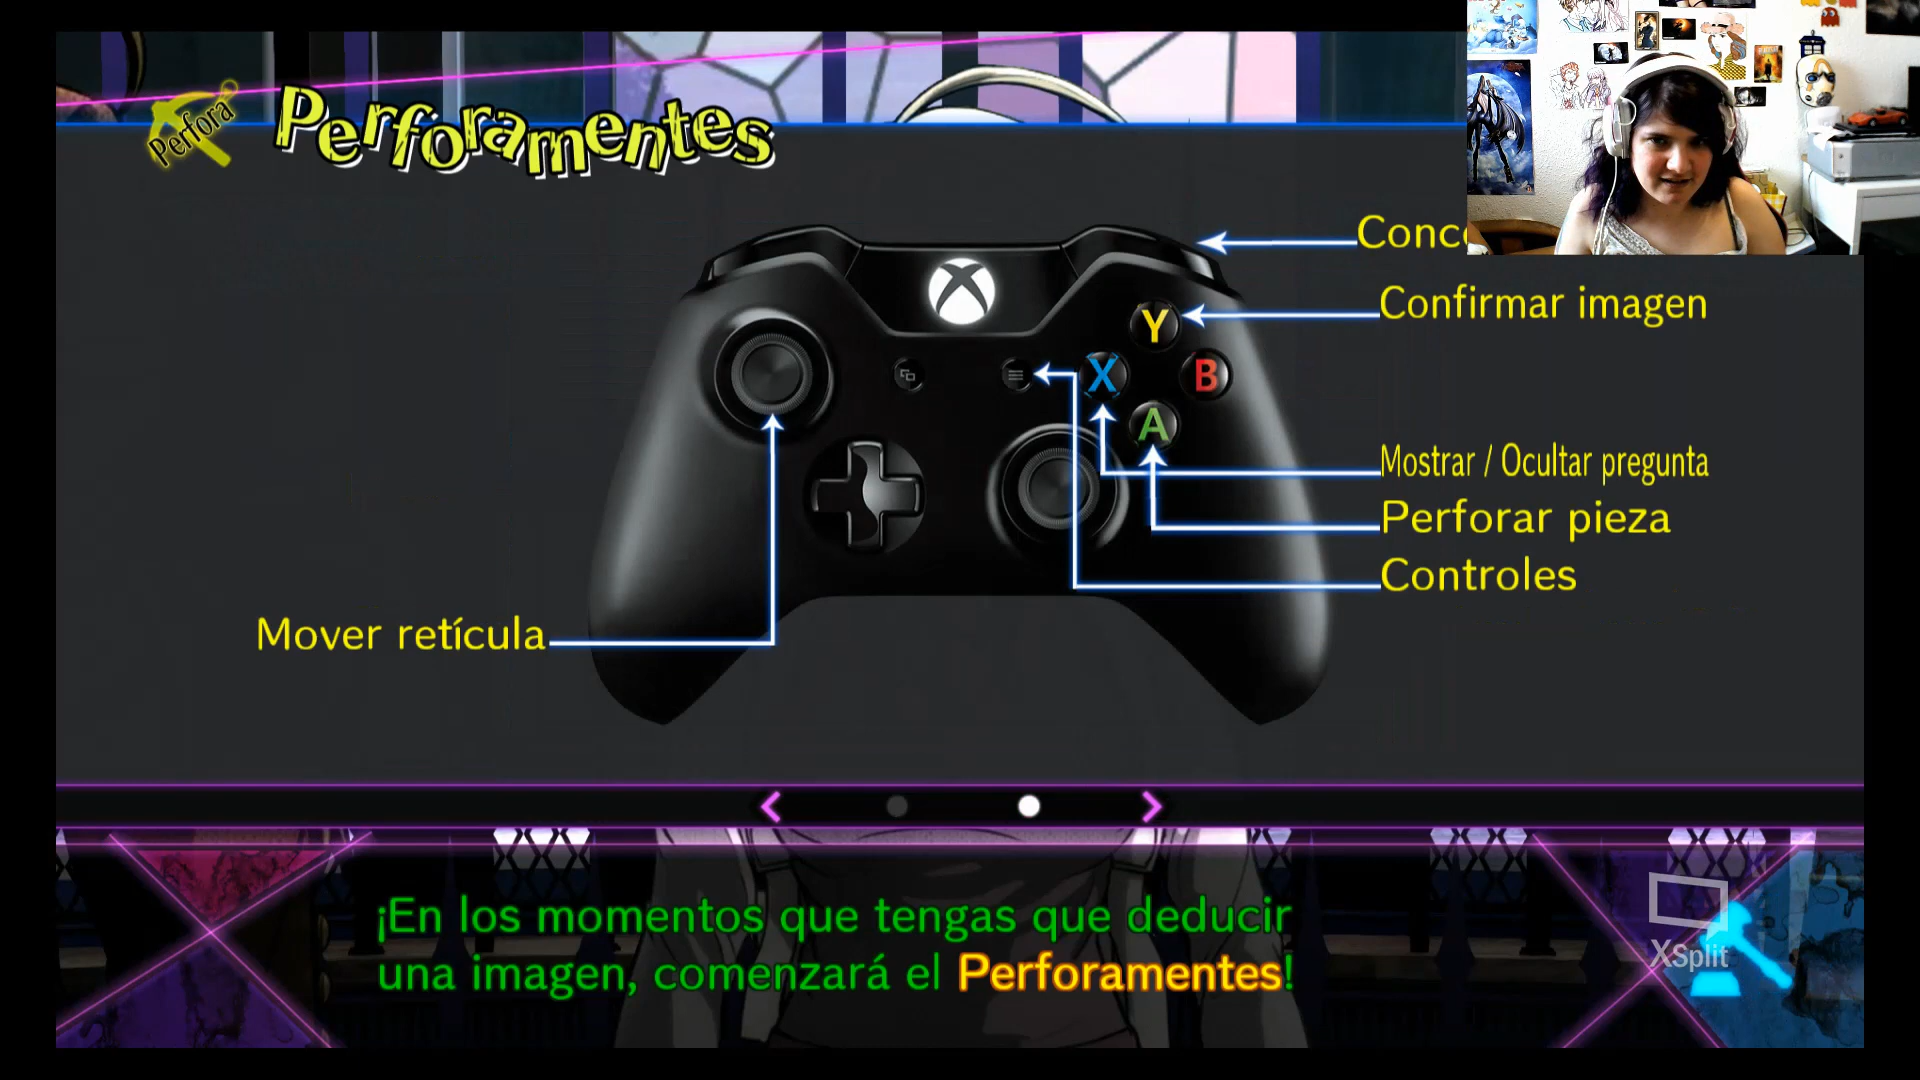 Perfora
Perforamentes
Confirmar imagen
Y
X
B
A
Mostrar / Ocultar pregunta
Perforar pieza
Controles
Mover retícula
¡En los momentos que tengas que deducir
una imagen, comenzará el Perforamentes!
XSplit